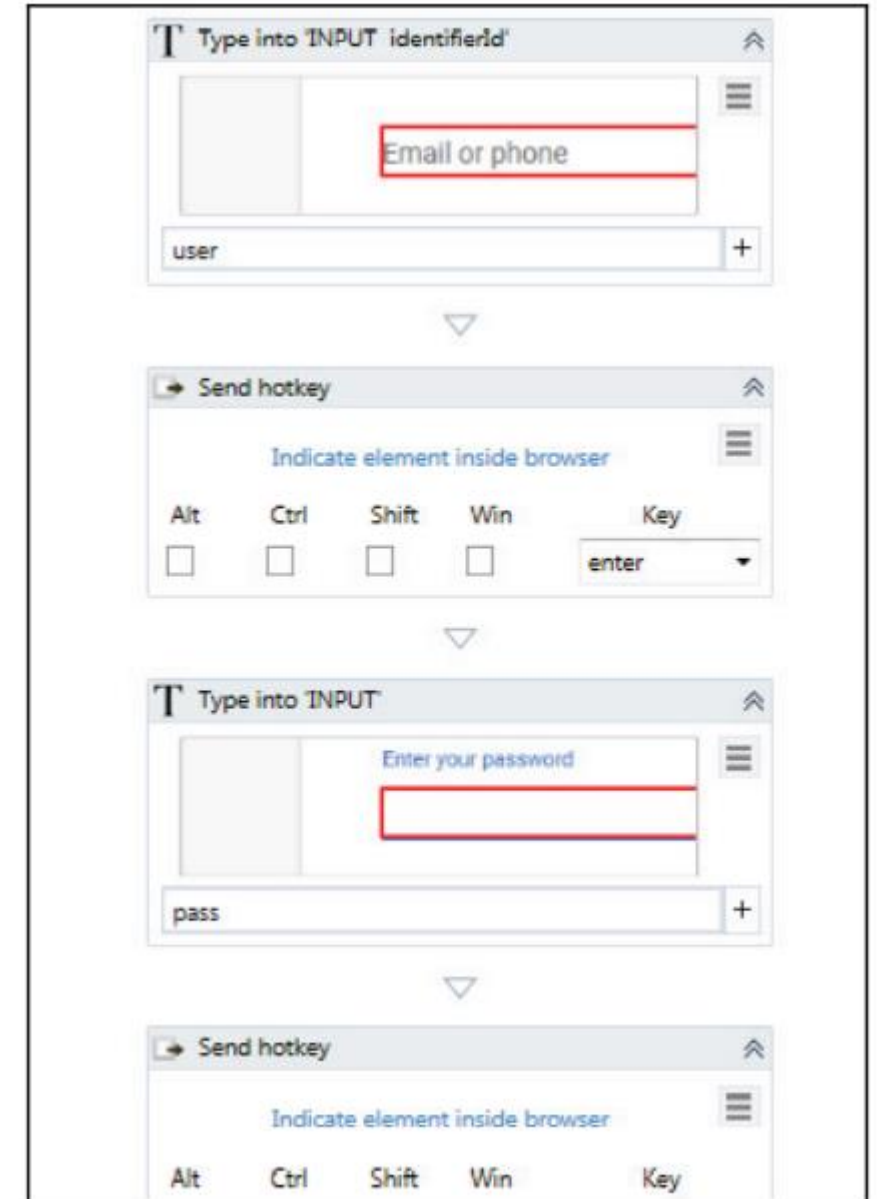 T Type into 'INPUT identifierId'
Email or phone
user +
Send hotkey
Indicate element inside browser
Alt Ctrl Shift Win Key
enter
T Type into 'INPUT'
Enter your password
pass +
Send hotkey
Indicate element inside browser
Alt Ctrl Shift Win Key